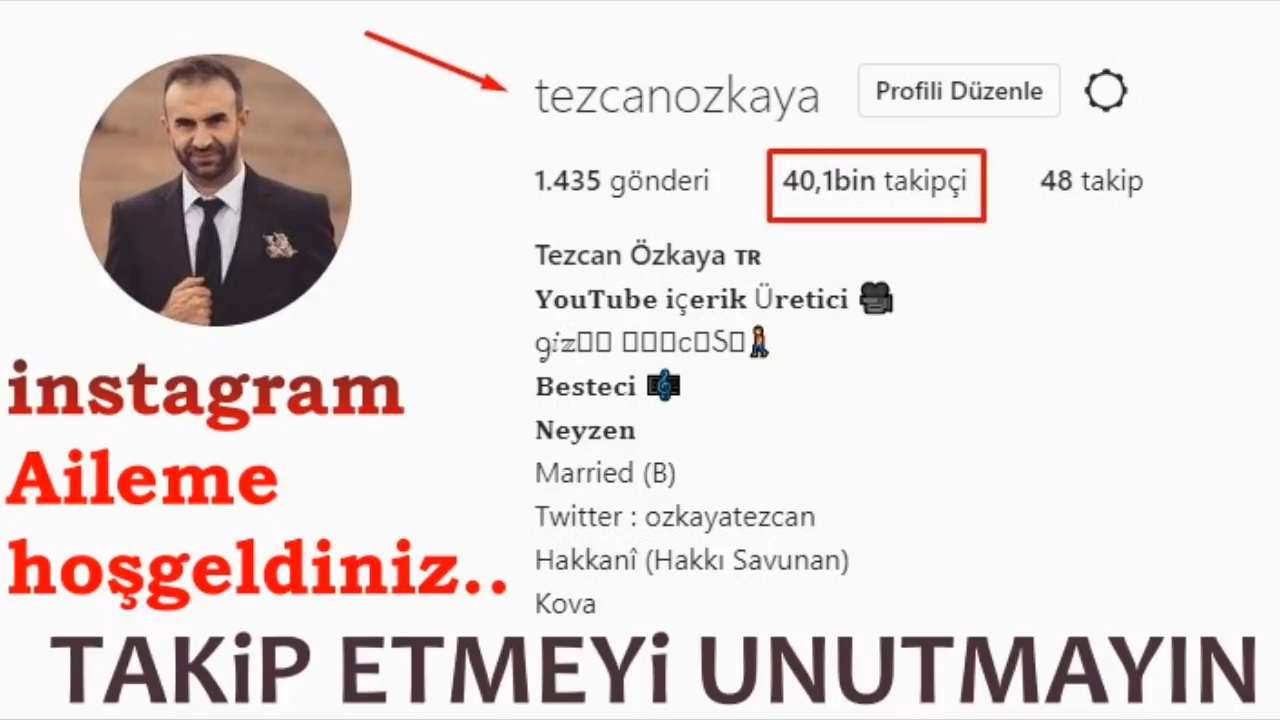 tezcanozkaya Profili Düzenle
1.435 gönderi 40,1bin takipçi 48 takip
Tezcan Özkaya TR
YouTube içerik Üretici
Besteci
Neyzen
Married (B)
Twitter : ozkayatezcan
Hakkanî (Hakkı Savunan)
Kova
instagram
Aileme
hoşgeldiniz..
TAKiP ETMEYi UNUTMAYIN